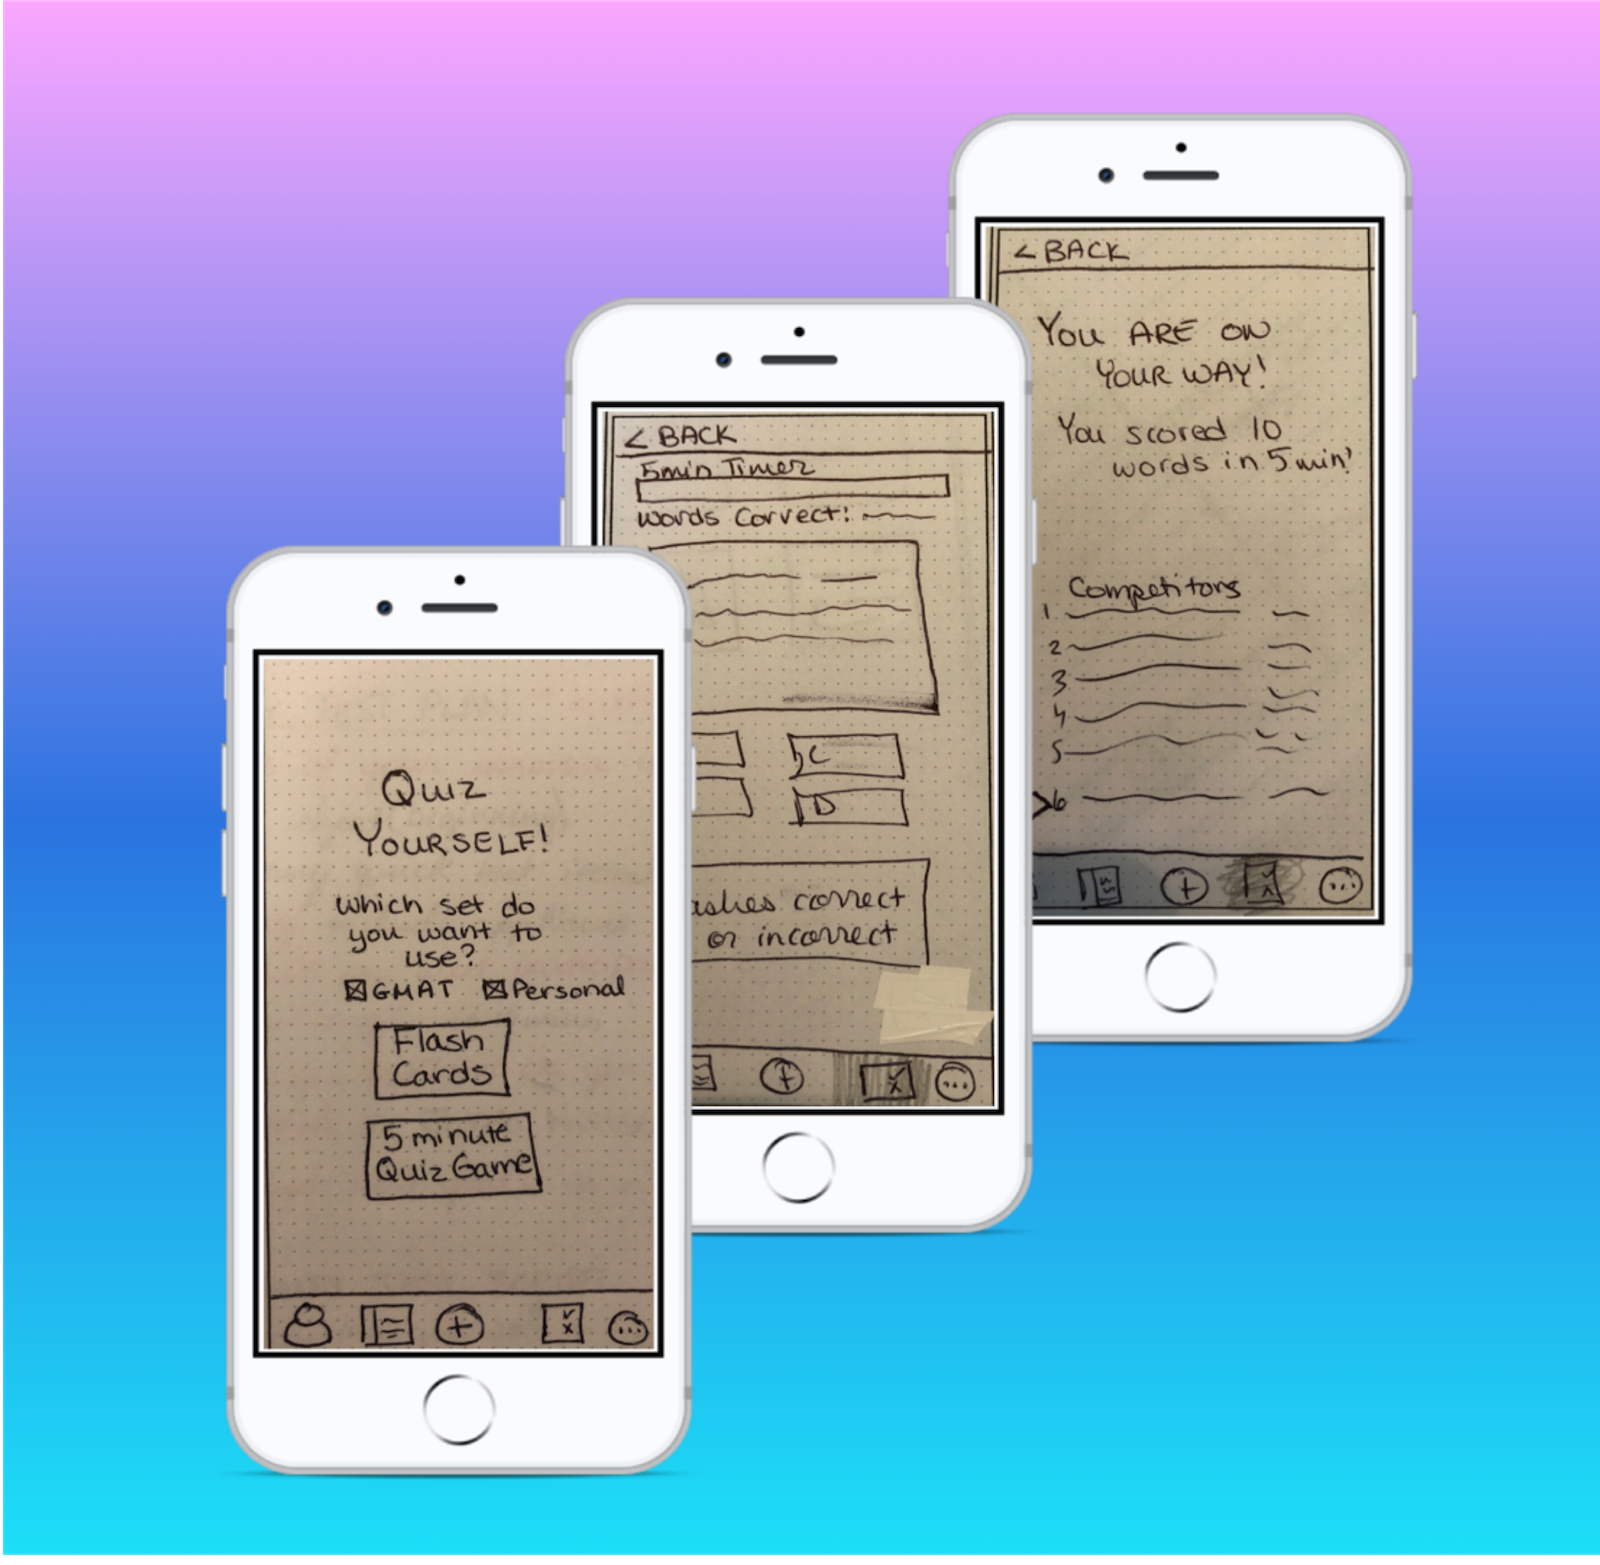 Quiz
YOURSELF!
which set do
you want to
use?
GMAT Personal
Flash
Cards
5 minute
Quiz Game
< BACK
5min Timer
words Correct:
C
D
or incorrect
correct
< BACK
YOU ARE ON
YOUR WAY!
You scored 10
words in 5 min!
Competitors
1
2
3
4
5
>6